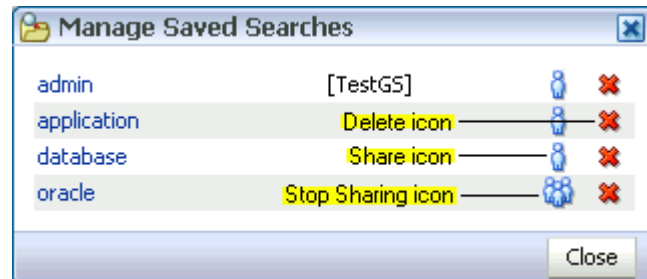 Manage Saved Searches
admin [TestGS]
application Delete icon
database Share icon
oracle Stop Sharing icon
Close